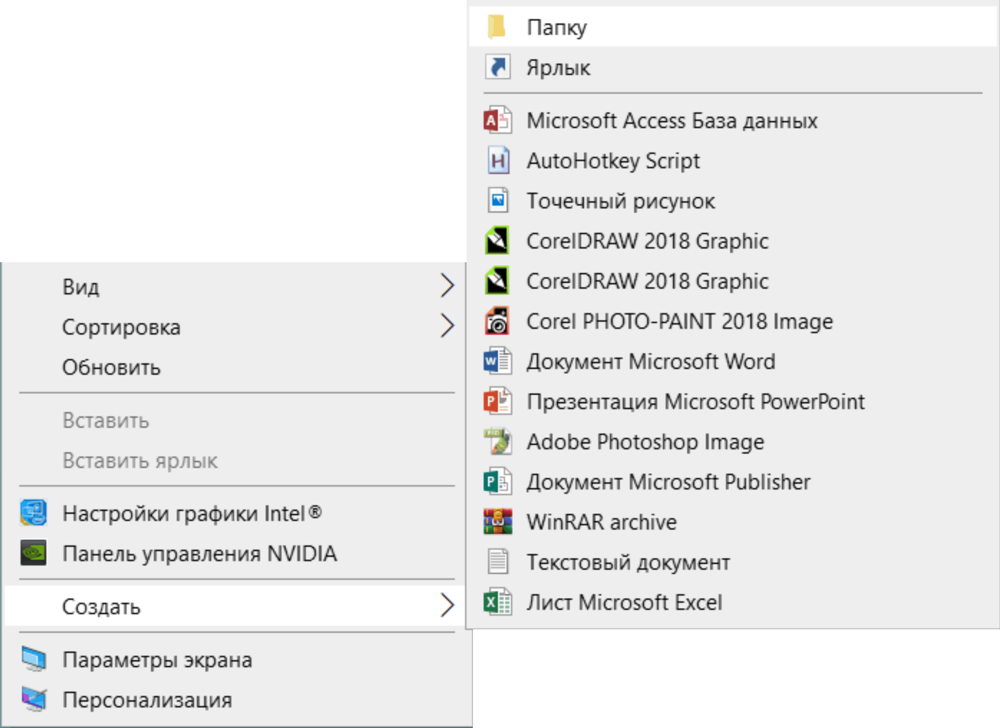 Вид
Сортировка
Обновить
Вставить
Вставить ярлык
Настройки графики Intel®
Панель управления NVIDIA
Создать
Параметры экрана
Персонализация
Папку
Ярлык
Microsoft Access База данных
AutoHotkey Script
Точечный рисунок
CorelDRAW 2018 Graphic
CorelDRAW 2018 Graphic
Corel PHOTO-PAINT 2018 Image
Документ Microsoft Word
Презентация Microsoft PowerPoint
Adobe Photoshop Image
Документ Microsoft Publisher
WinRAR archive
Текстовый документ
Лист Microsoft Excel